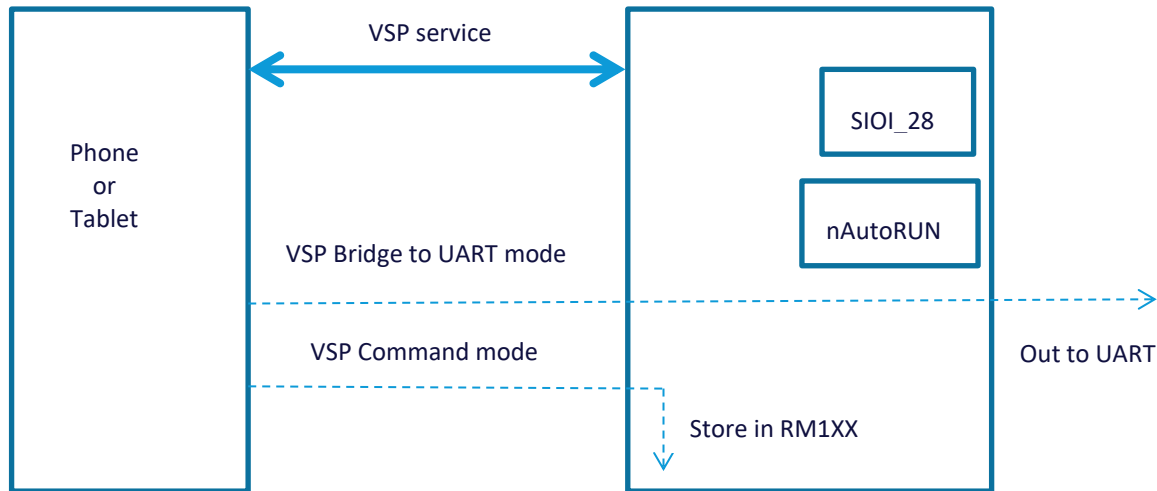 VSP service
SIOI_28
Phone
or
Tablet
nAutoRUN
VSP Bridge to UART mode
VSP Command mode
Out to UART
Store in RM1XX